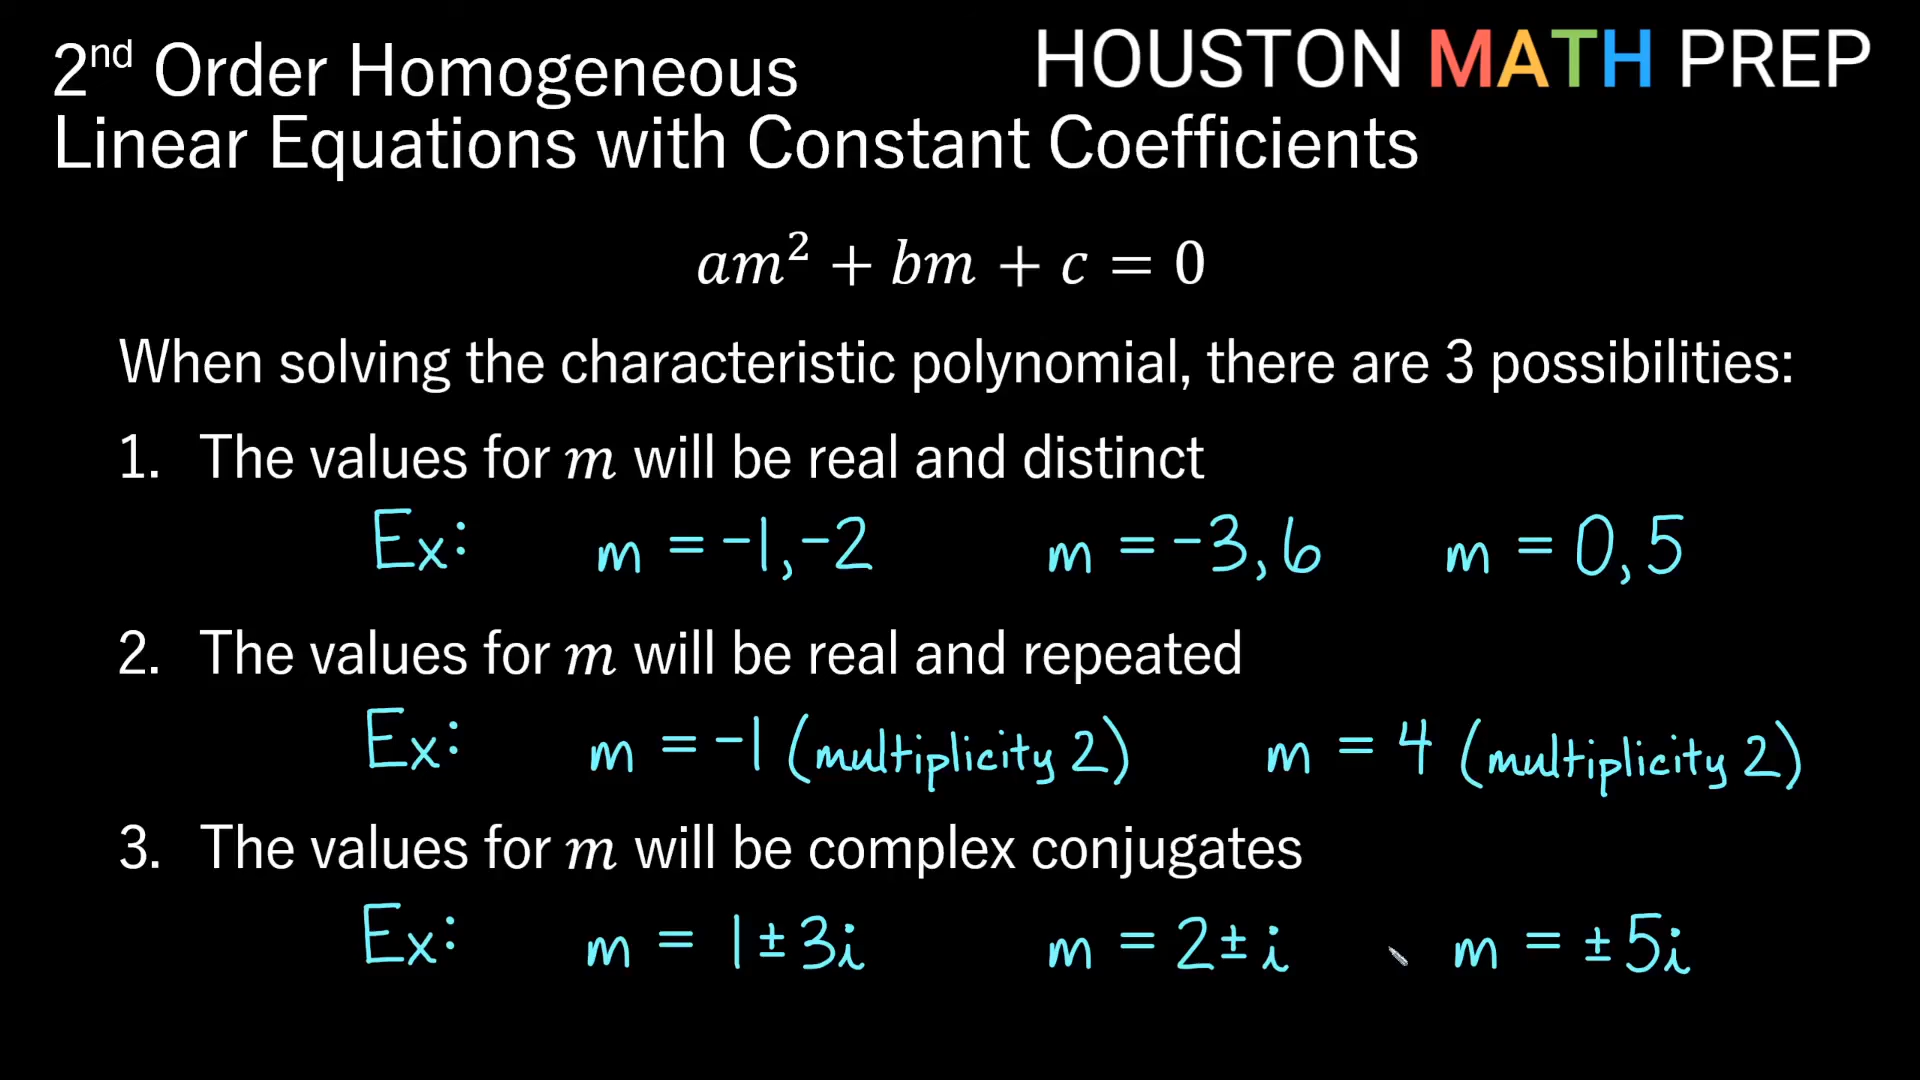 2nd Order Homogeneous
HOUSTON MATH PREP
Linear Equations with Constant Coefficients
am² + bm + c = 0
When solving the characteristic polynomial, there are 3 possibilities:
1. The values for m will be real and distinct
Ex: m = -1, -2 m = -3, 6 m = 0, 5
2. The values for m will be real and repeated
Ex: m = -1 (multiplicity 2) m = 4 (multiplicity 2)
3. The values for m will be complex conjugates
Ex: m = 1 ± 3i m = 2 ± i m = ± 5i